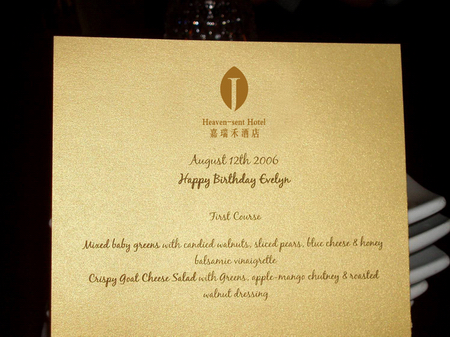 Heaven-sent Hotel
嘉瑞禾酒店
August 12th 2006
Happy Birthday Evelyn
First Course
Mixed baby greens with candied walnuts, sliced pears, blue cheese & honey
balsamic vinaigrette
Crispy Goat Cheese Salad with Greens, apple-mango chutney & roasted
walnut dressing